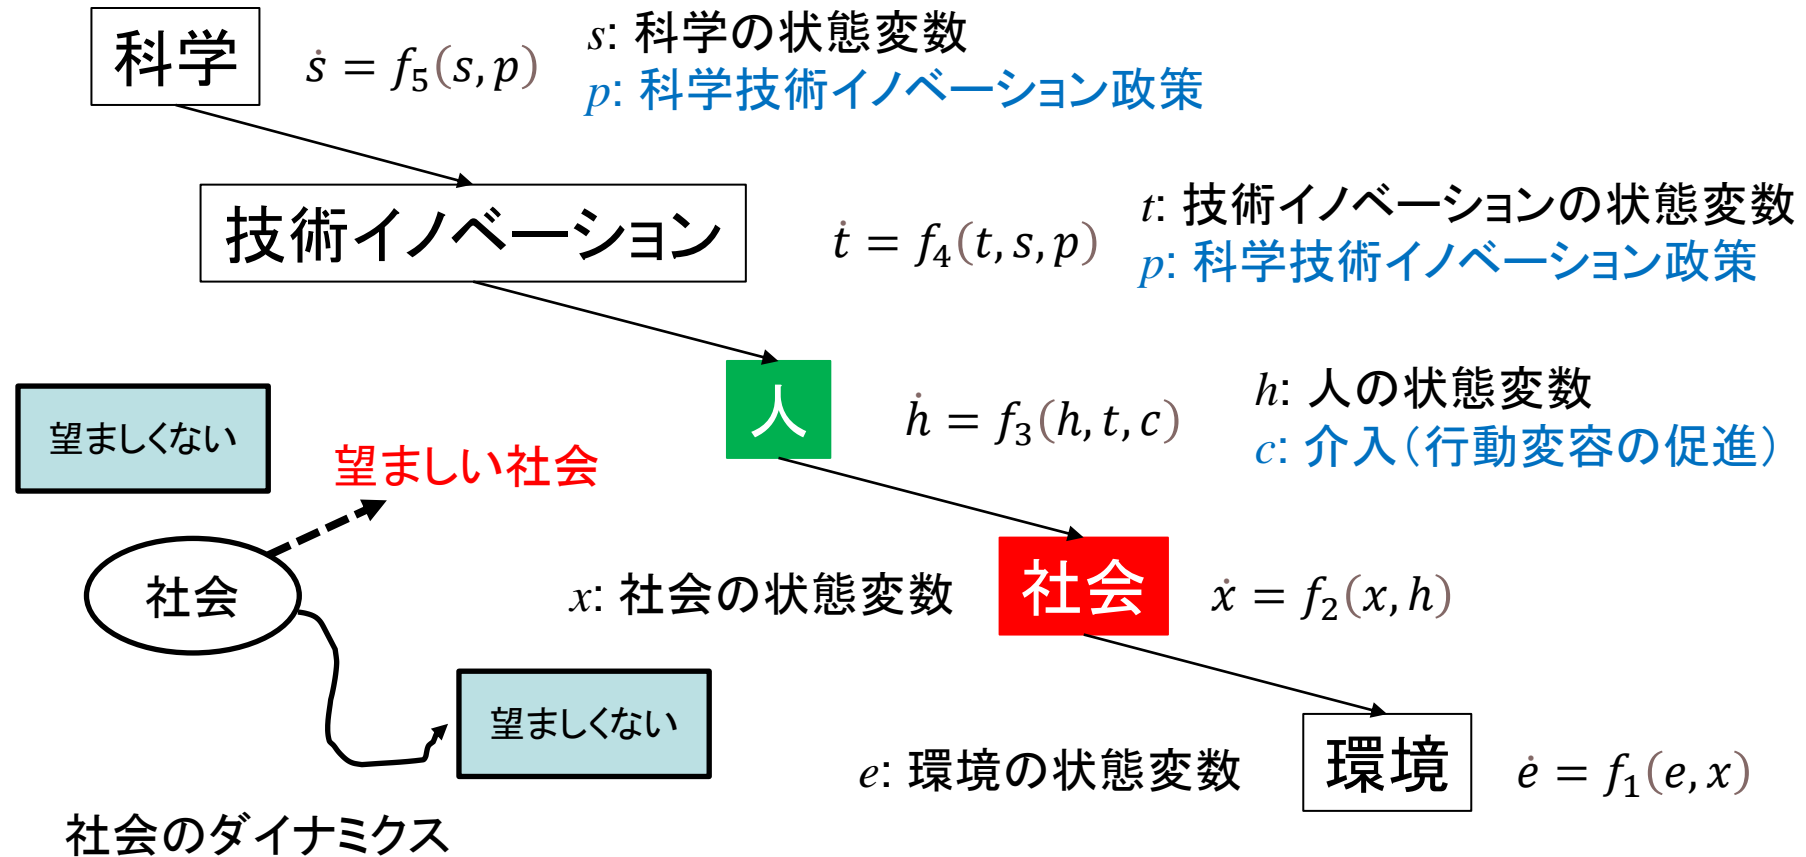 科学
ṡ = f₅(s, p)
s: 科学の状態変数
p: 科学技術イノベーション政策
技術イノベーション
ṫ = f₄(t, s, p)
t: 技術イノベーションの状態変数
p: 科学技術イノベーション政策
人
ḣ = f₃(h, t, c)
h: 人の状態変数
c: 介入（行動変容の促進）
望ましくない
望ましい社会
社会
x: 社会の状態変数
社会
ẋ = f₂(x, h)
望ましくない
e: 環境の状態変数
環境
ė = f₁(e, x)
社会のダイナミクス